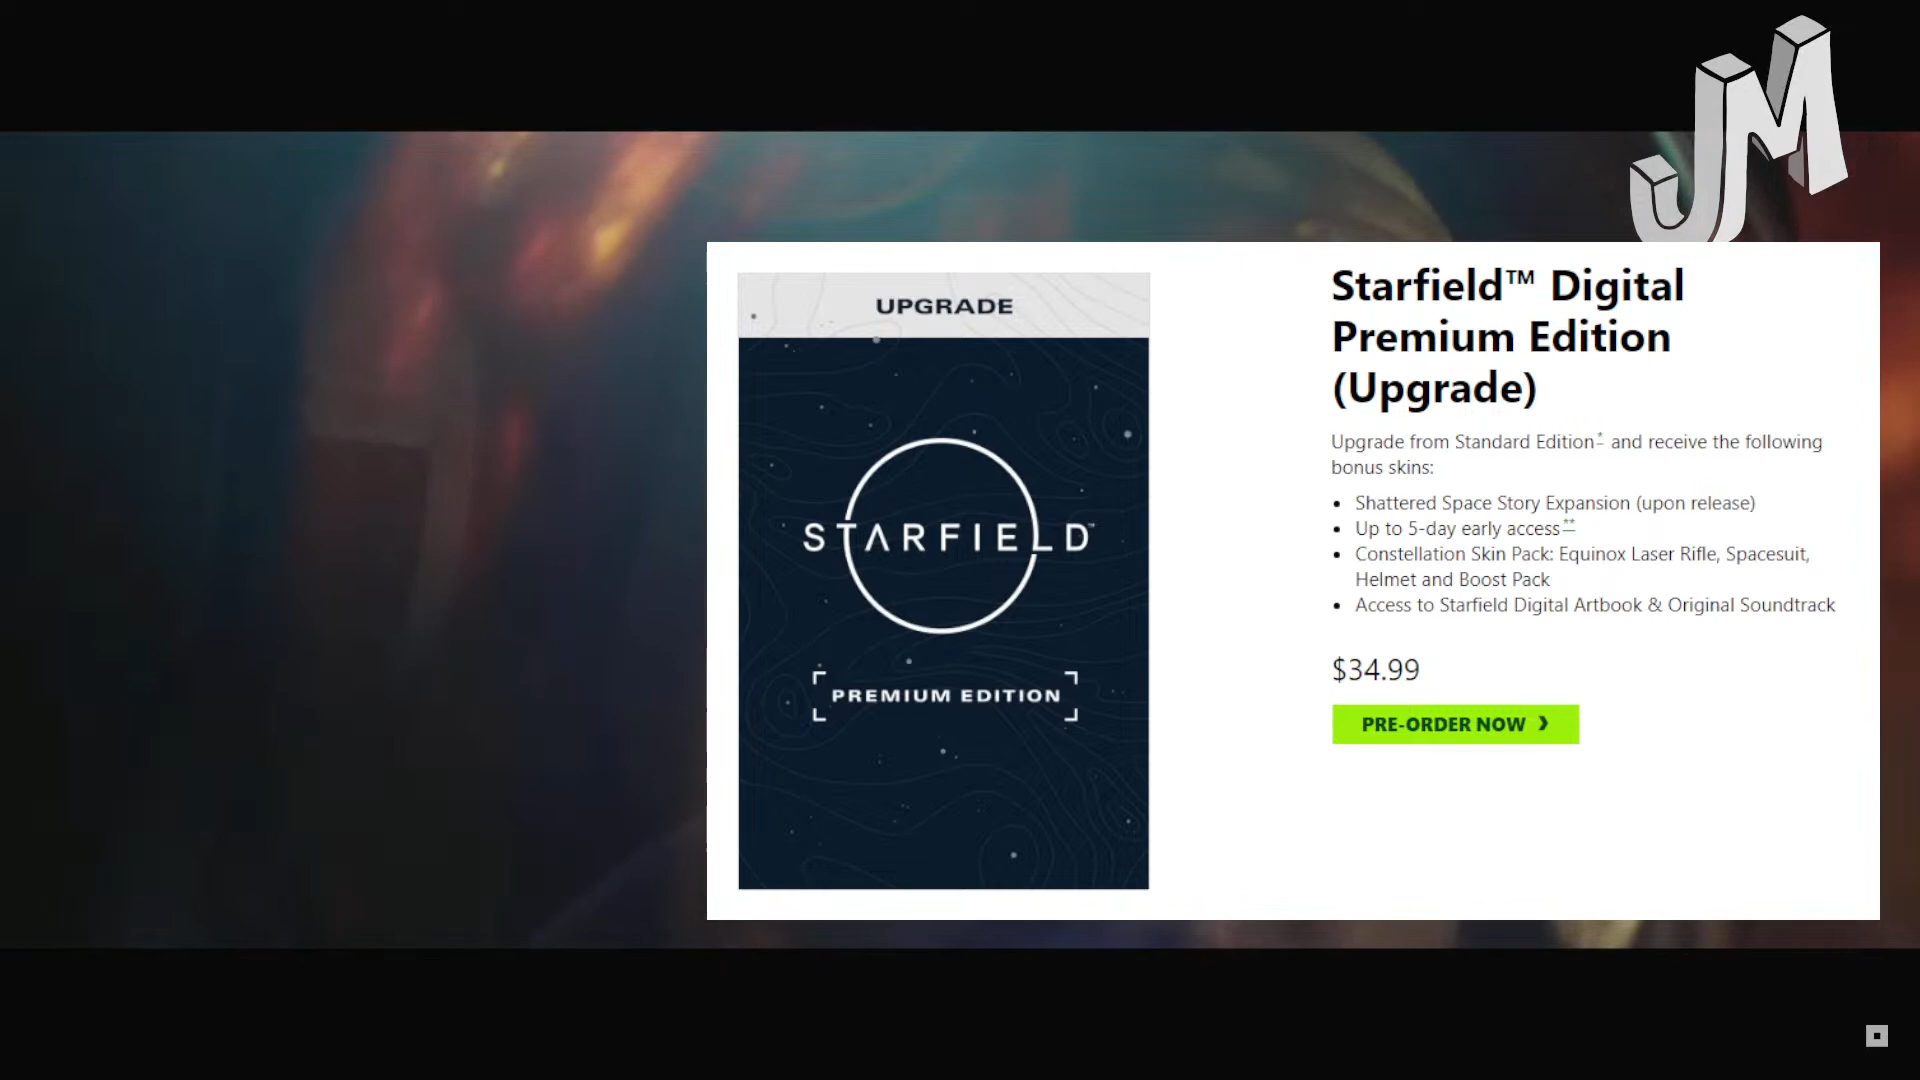 JM
UPGRADE
STARFIELD™
PREMIUM EDITION
Starfield™ Digital
Premium Edition
(Upgrade)
Upgrade from Standard Edition* and receive the following
bonus skins:
• Shattered Space Story Expansion (upon release)
• Up to 5-day early access**
• Constellation Skin Pack: Equinox Laser Rifle, Spacesuit,
Helmet and Boost Pack
• Access to Starfield Digital Artbook & Original Soundtrack
$34.99
PRE-ORDER NOW ❯